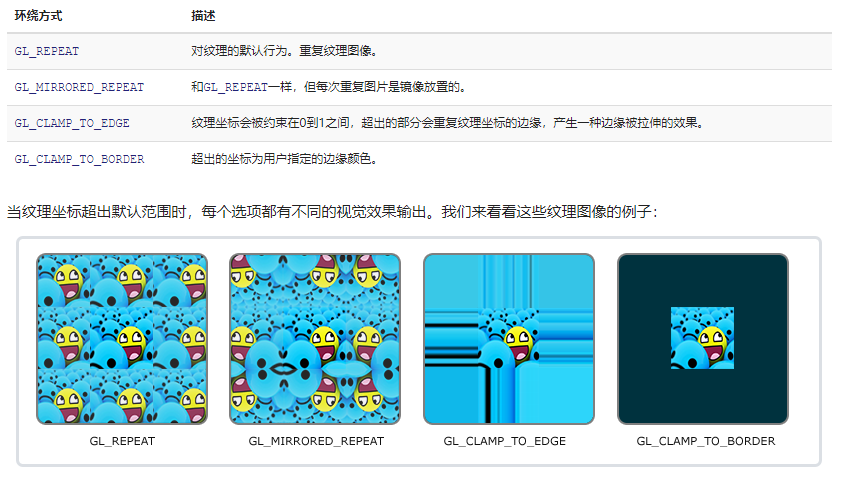 环绕方式 描述
GL_REPEAT 对纹理的默认行为。重复纹理图像。
GL_MIRRORED_REPEAT 和GL_REPEAT一样，但每次重复图片是镜像放置的。
GL_CLAMP_TO_EDGE 纹理坐标会被约束在0到1之间，超出的部分会重复纹理坐标的边缘，产生一种边缘被拉伸的效果。
GL_CLAMP_TO_BORDER 超出的坐标为用户指定的边缘颜色。
当纹理坐标超出默认范围时，每个选项都有不同的视觉效果输出。我们来看看这些纹理图像的例子：
GL_REPEAT GL_MIRRORED_REPEAT GL_CLAMP_TO_EDGE GL_CLAMP_TO_BORDER